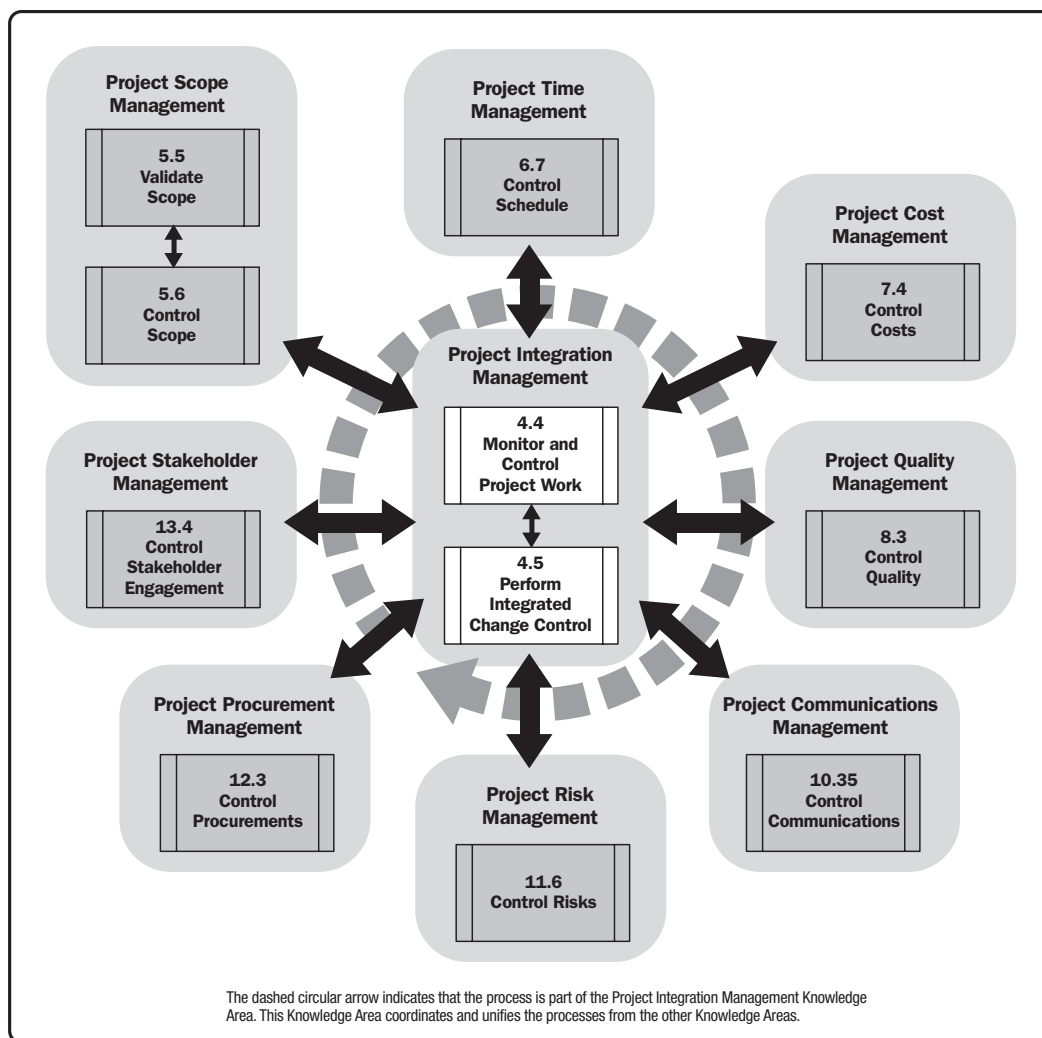 Project Scope
Management
5.5
Validate
Scope
5.6
Control
Scope
Project Time
Management
6.7
Control
Schedule
Project Cost
Management
7.4
Control
Costs
Project Integration
Management
4.4
Monitor and
Control
Project Work
4.5
Perform
Integrated
Change Control
Project Stakeholder
Management
13.4
Control
Stakeholder
Engagement
Project Quality
Management
8.3
Control
Quality
Project Procurement
Management
12.3
Control
Procurements
Project Risk
Management
11.6
Control Risks
Project Communications
Management
10.35
Control
Communications
The dashed circular arrow indicates that the process is part of the Project Integration Management Knowledge
Area. This Knowledge Area coordinates and unifies the processes from the other Knowledge Areas.